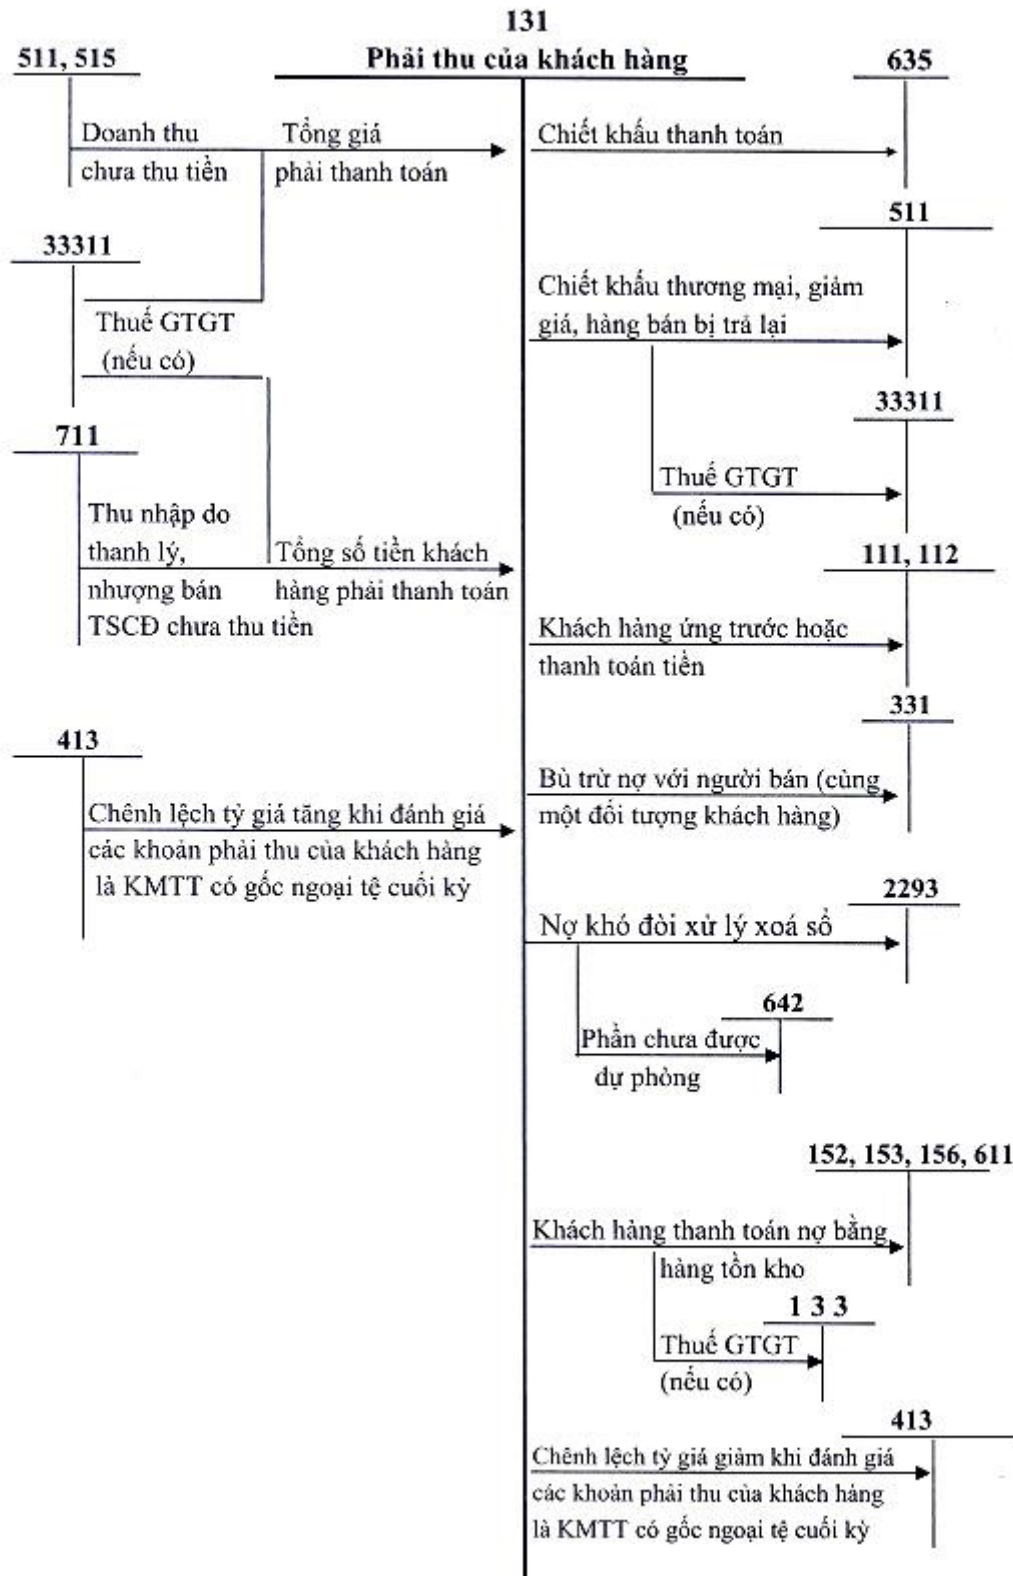 131
Phải thu của khách hàng
511, 515
Doanh thu
chưa thu tiền
Tổng giá
phải thanh toán
33311
Thuế GTGT
(nếu có)
711
Thu nhập do
thanh lý,
nhượng bán
TSCĐ chưa thu tiền
Tổng số tiền khách
hàng phải thanh toán
413
Chênh lệch tỷ giá tăng khi đánh giá
các khoản phải thu của khách hàng
là KMTT có gốc ngoại tệ cuối kỳ
635
Chiết khấu thanh toán
511
Chiết khấu thương mại, giảm
giá, hàng bán bị trả lại
33311
Thuế GTGT
(nếu có)
111, 112
Khách hàng ứng trước hoặc
thanh toán tiền
331
Bù trừ nợ với người bán (cùng
một đối tượng khách hàng)
2293
Nợ khó đòi xử lý xoá sổ
642
Phần chưa được
dự phòng
152, 153, 156, 611
Khách hàng thanh toán nợ bằng
hàng tồn kho
1 3 3
Thuế GTGT
(nếu có)
413
Chênh lệch tỷ giá giảm khi đánh giá
các khoản phải thu của khách hàng
là KMTT có gốc ngoại tệ cuối kỳ